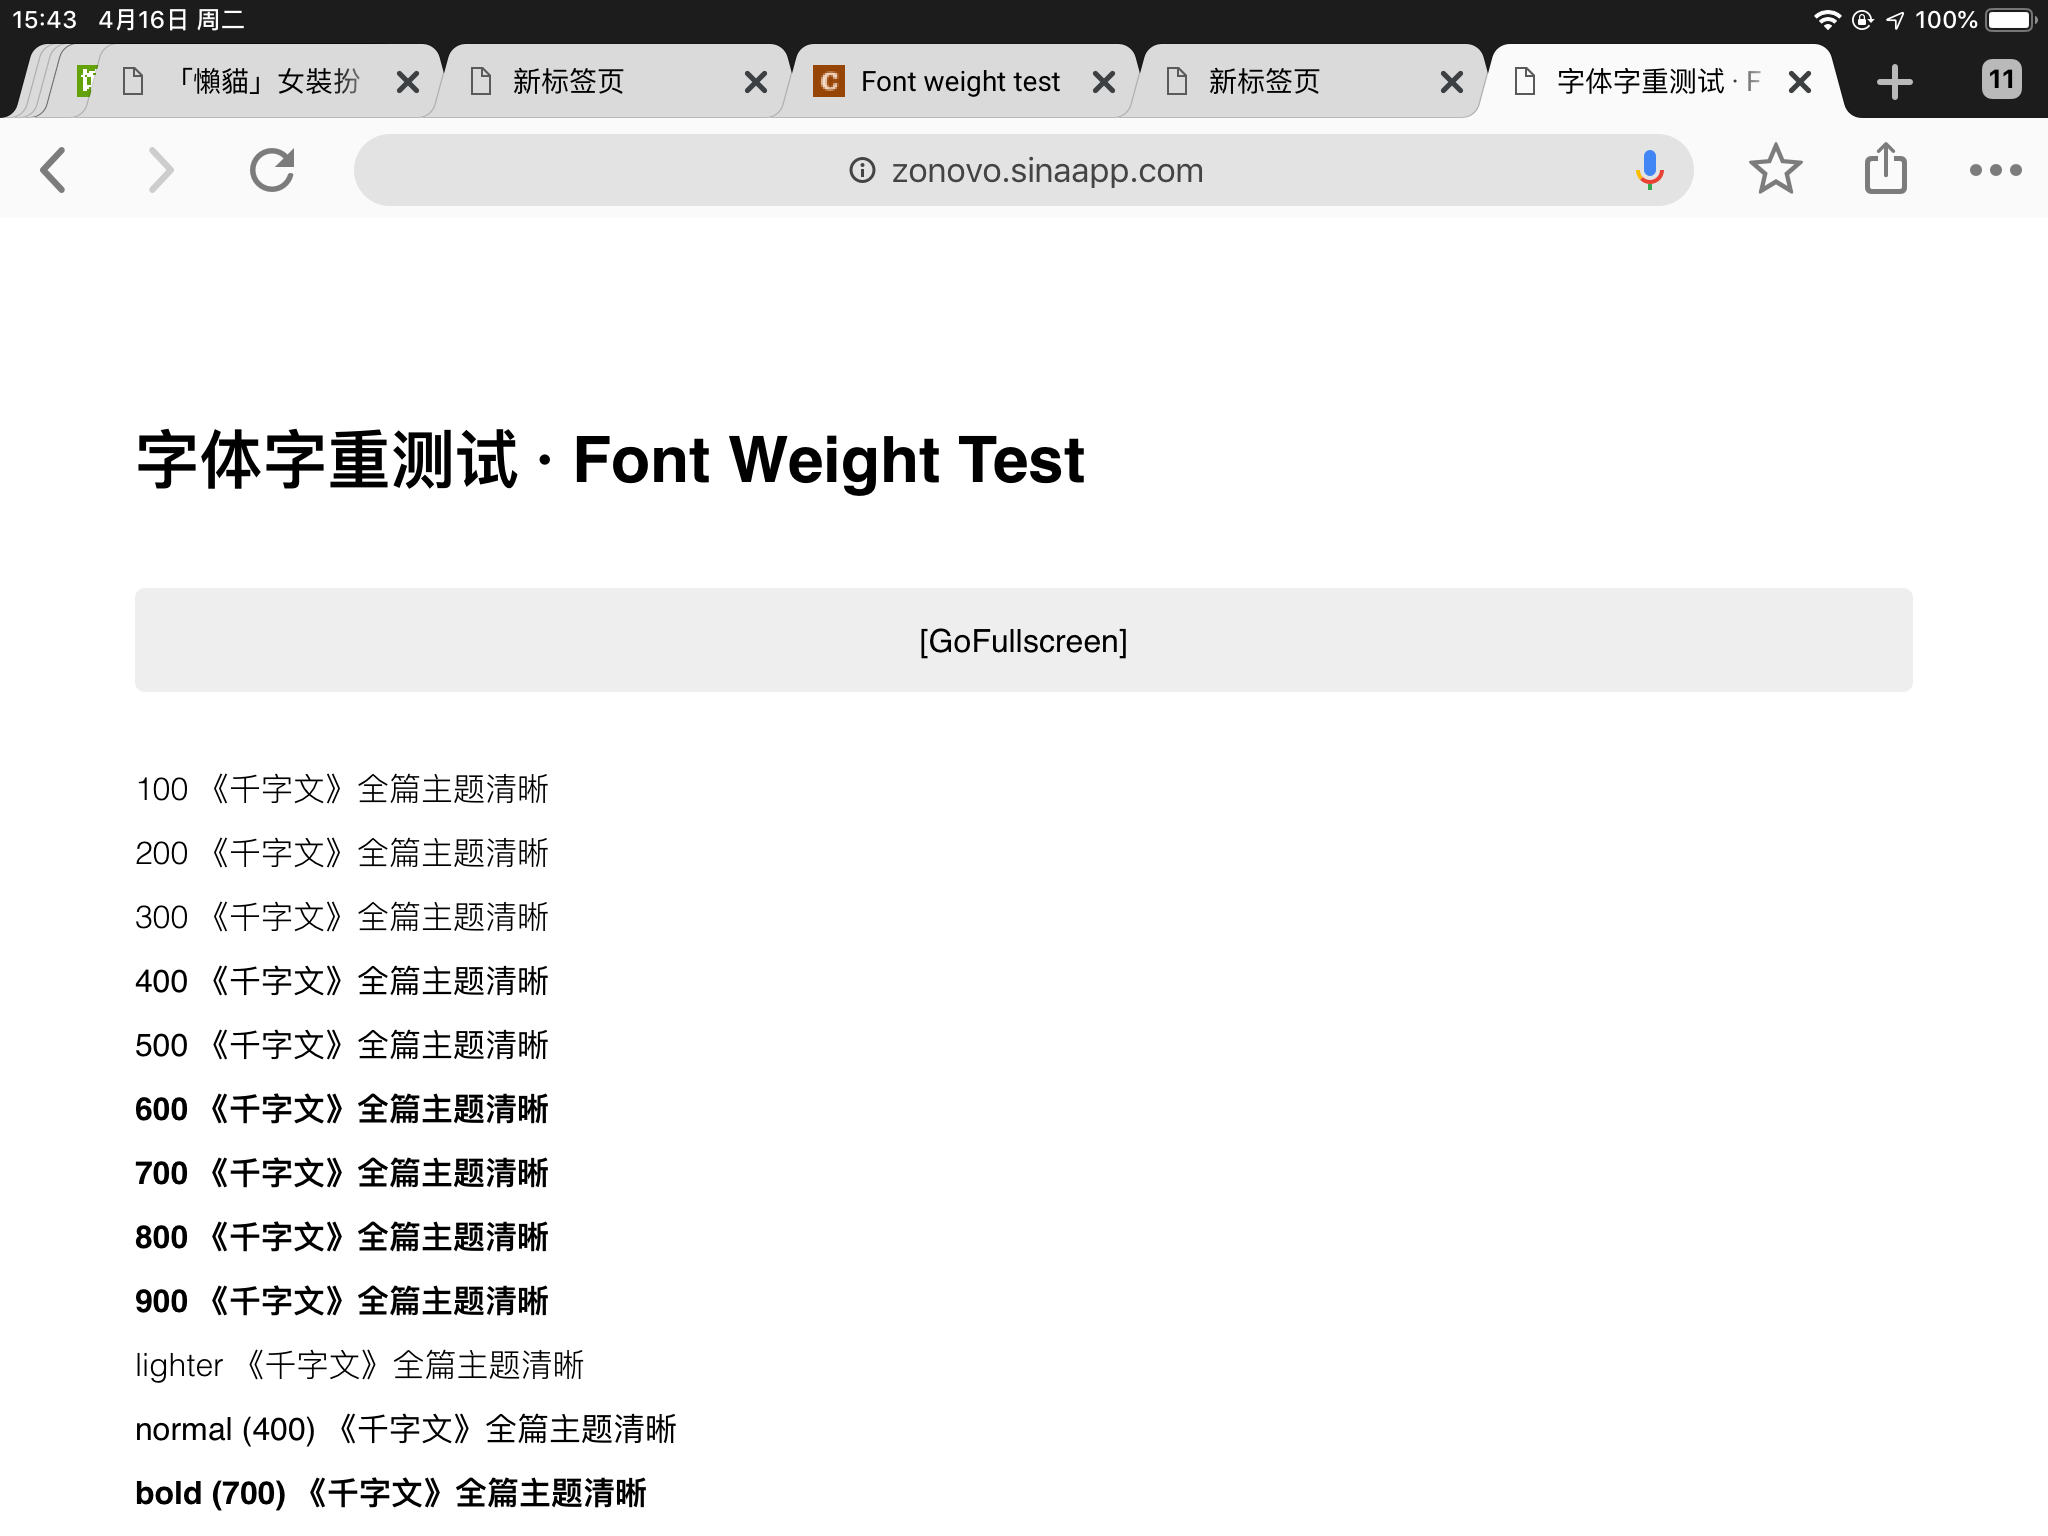 15:43 4月16日 周二
100%
「懶貓」女裝扮
新标签页
Font weight test
新标签页
字体字重测试 · F
11
zonovo.sinaapp.com
字体字重测试 · Font Weight Test
[GoFullscreen]
100 《千字文》全篇主题清晰
200 《千字文》全篇主题清晰
300 《千字文》全篇主题清晰
400 《千字文》全篇主题清晰
500 《千字文》全篇主题清晰
600 《千字文》全篇主题清晰
700 《千字文》全篇主题清晰
800 《千字文》全篇主题清晰
900 《千字文》全篇主题清晰
lighter 《千字文》全篇主题清晰
normal (400) 《千字文》全篇主题清晰
bold (700) 《千字文》全篇主题清晰